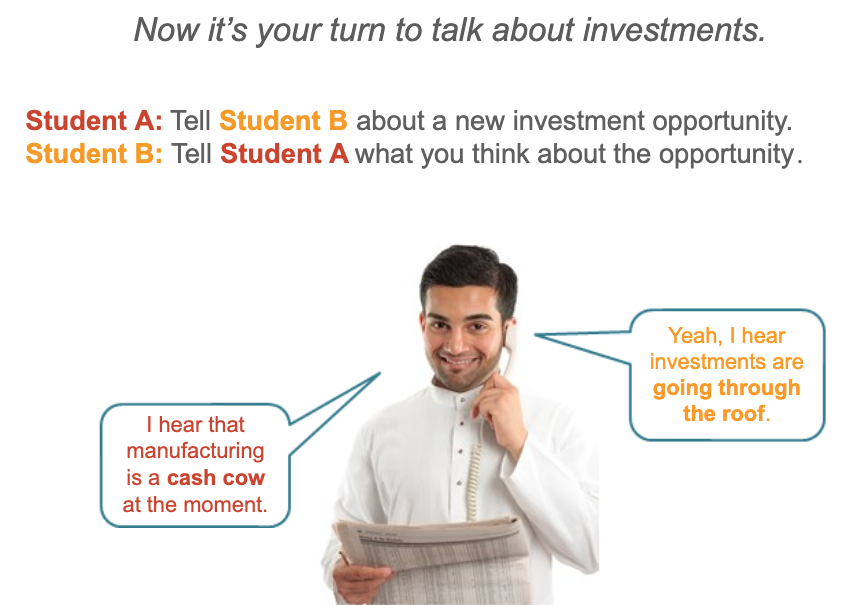 Now it's your turn to talk about investments.
Student A: Tell Student B about a new investment opportunity.
Student B: Tell Student A what you think about the opportunity.
I hear that
manufacturing
is a cash cow
at the moment.
Yeah, I hear
investments are
going through
the roof.